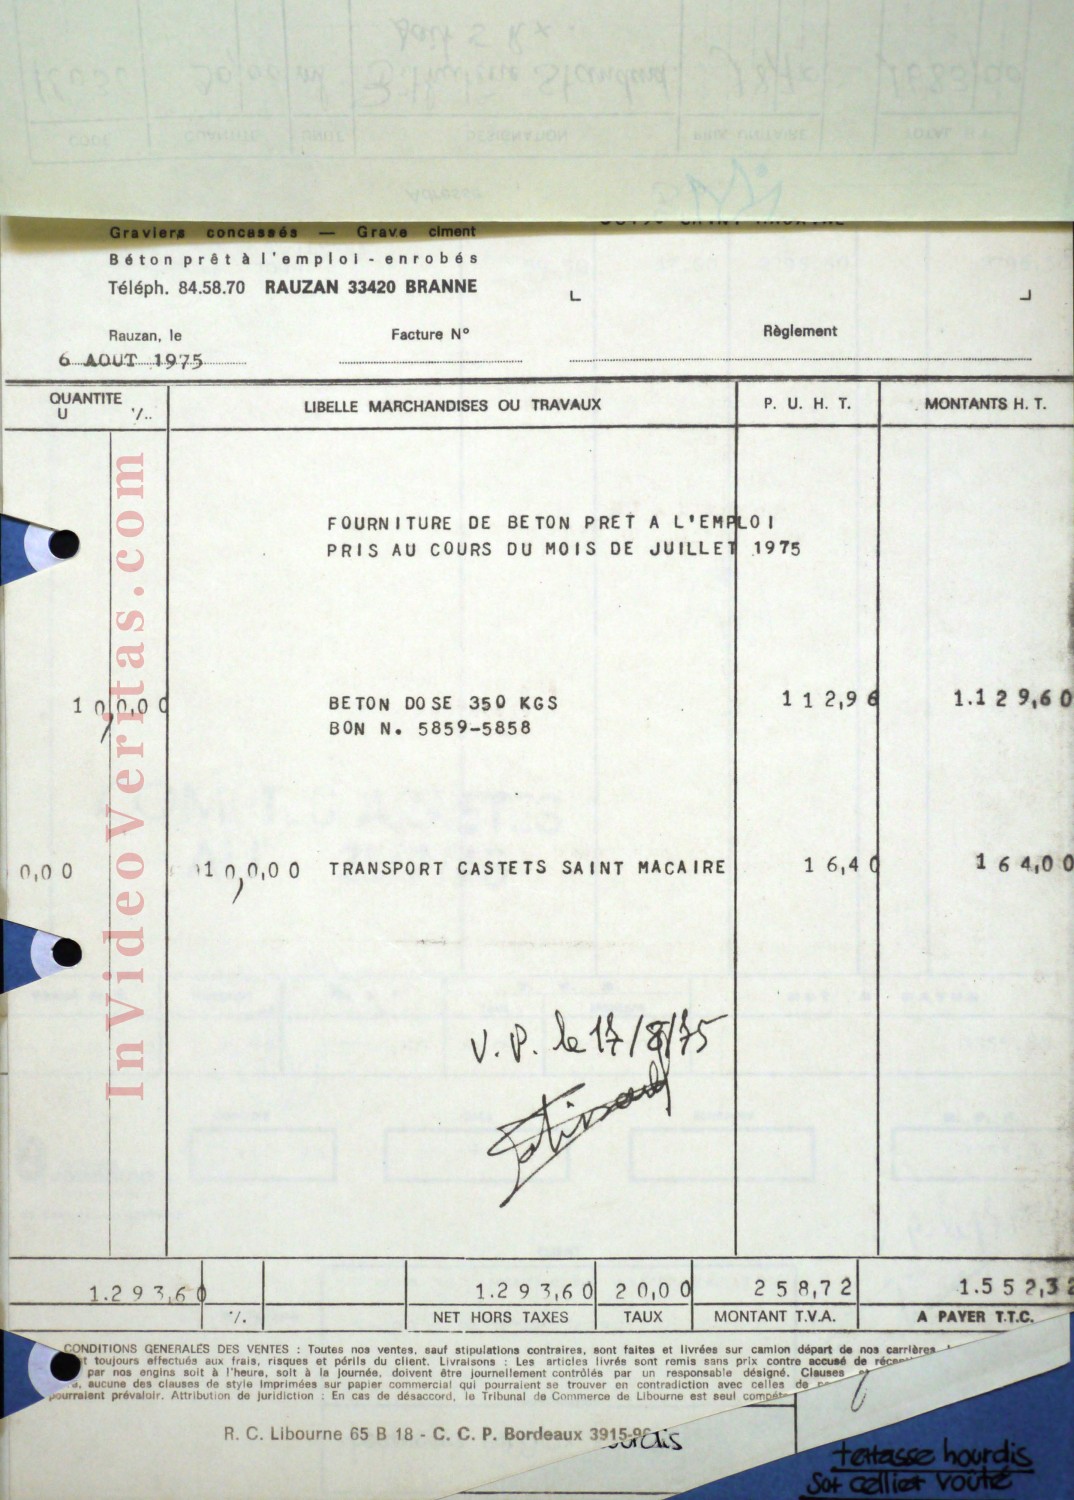 Graviers concassés — Grave ciment
Béton prêt à l'emploi - enrobés
Téléph. 84.58.70 RAUZAN 33420 BRANNE
Rauzan, le
Facture N°
Règlement
6 AOUT 1975
QUANTITE
U %..
LIBELLE MARCHANDISES OU TRAVAUX
P. U. H. T.
MONTANTS H. T.
FOURNITURE DE BETON PRET A L'EMPLOI
PRIS AU COURS DU MOIS DE JUILLET 1975
10,00 BETON DOSE 350 KGS 112,96 1.129,60
BON N. 5859-5858
0,00 10,00 TRANSPORT CASTETS SAINT MACAIRE 16,40 164,00
V. P. le 17/8/75
1.293,60 1.293,60 20,00 258,72 1.552,32
%. NET HORS TAXES TAUX MONTANT T.V.A. A PAYER T.T.C.
CONDITIONS GENERALES DES VENTES : Toutes nos ventes, sauf stipulations contraires, sont faites et livrées sur camion départ de nos carrières
t toujours effectués aux frais, risques et périls du client. Livraisons : Les articles livrés sont remis sans prix contre accusé de
par nos engins soit à l'heure, soit à la journée, doivent être journellement contrôlés par un responsable désigné. Clauses
aucune des clauses de style imprimées sur papier commercial qui pourraient se trouver en contradiction avec celles de
pourraient prévaloir. Attribution de juridiction : En cas de désaccord, le Tribunal de Commerce de Libourne est seul
R. C. Libourne 65 B 18 - C. C. P. Bordeaux 3915-96
terrasse hourdis
sur cellier voûté
InVideoVeritas.com